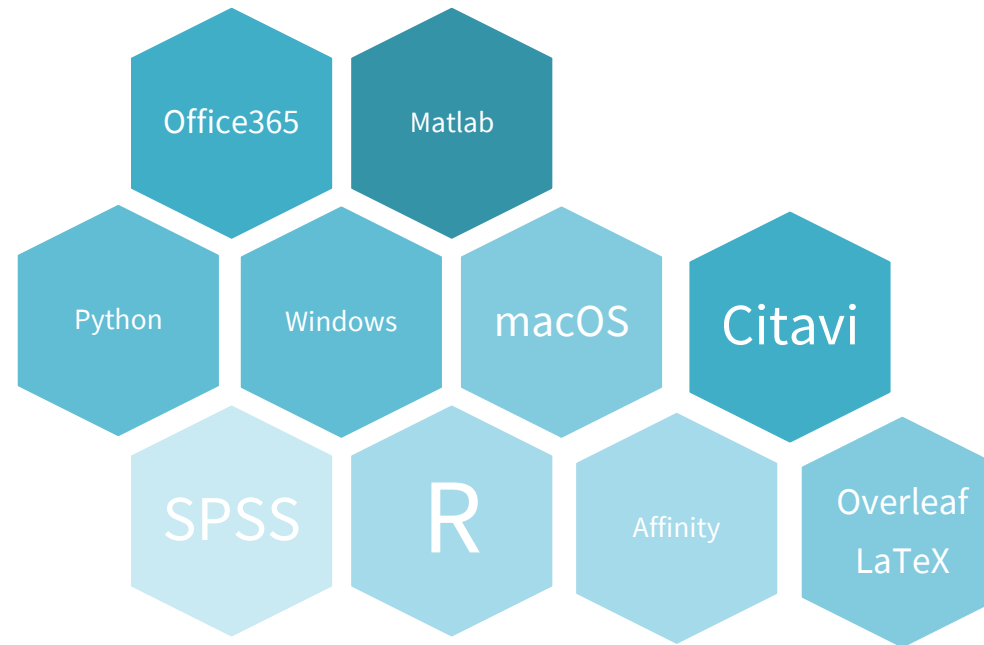 Office365
Matlab
Python
Windows
macOS
Citavi
SPSS
R
Affinity
Overleaf
LaTeX